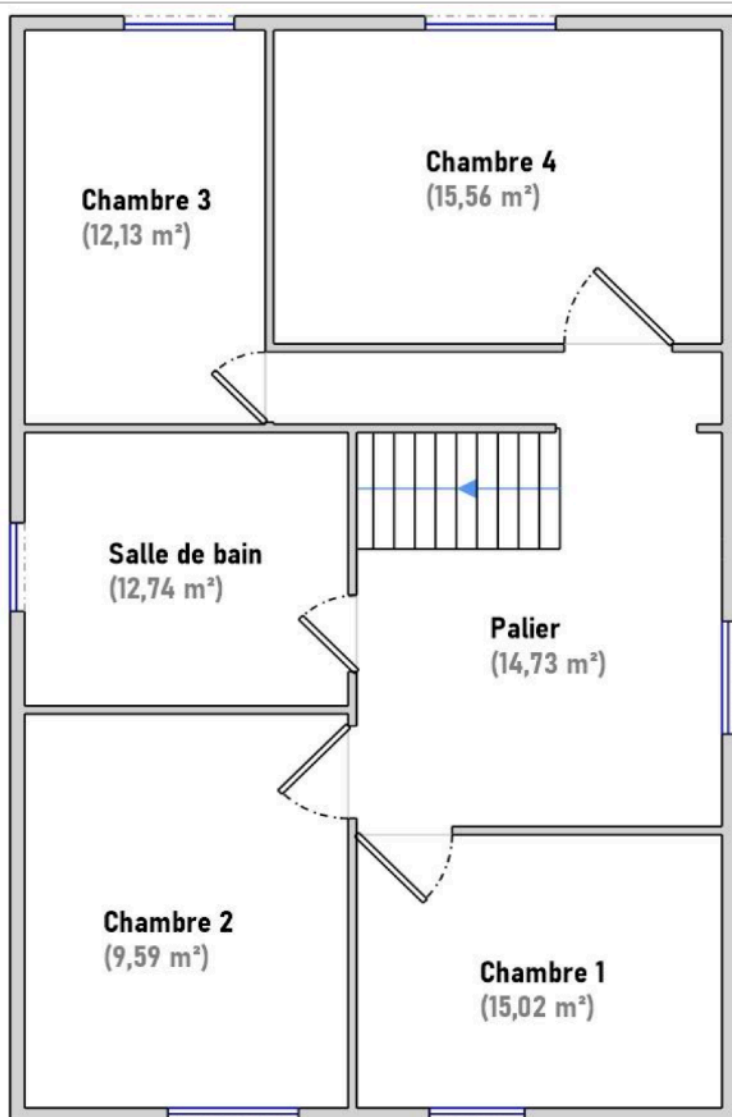 Chambre 4
(15,56 m²)
Chambre 3
(12,13 m²)
Salle de bain
(12,74 m²)
Palier
(14,73 m²)
Chambre 2
(9,59 m²)
Chambre 1
(15,02 m²)